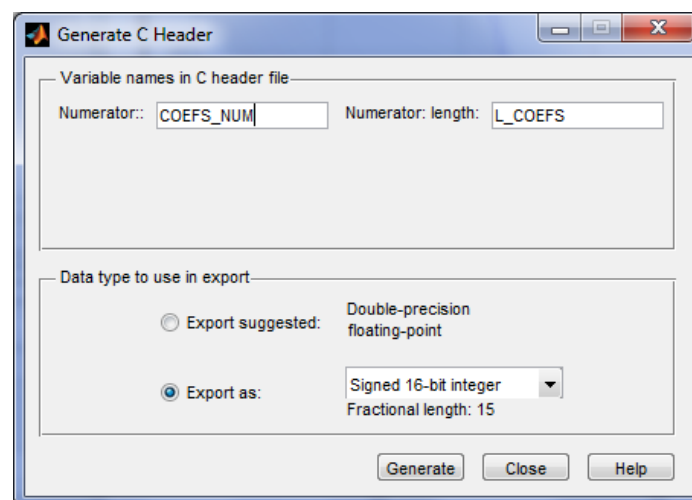 Generate C Header
Variable names in C header file
Numerator:: COEFS_NUM Numerator: length: L_COEFS
Data type to use in export
Export suggested: Double-precision
floating-point
Export as: Signed 16-bit integer
Fractional length: 15
Generate Close Help